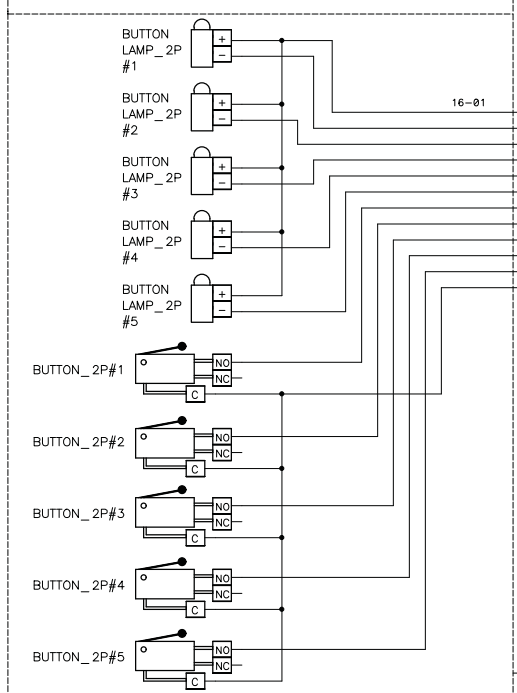 BUTTON
LAMP_2P
#1
+
−
16-01
BUTTON
LAMP_2P
#2
+
−
BUTTON
LAMP_2P
#3
+
−
BUTTON
LAMP_2P
#4
+
−
BUTTON
LAMP_2P
#5
+
−
BUTTON_2P#1
NO
NC
C
BUTTON_2P#2
NO
NC
C
BUTTON_2P#3
NO
NC
C
BUTTON_2P#4
NO
NC
C
BUTTON_2P#5
NO
NC
C